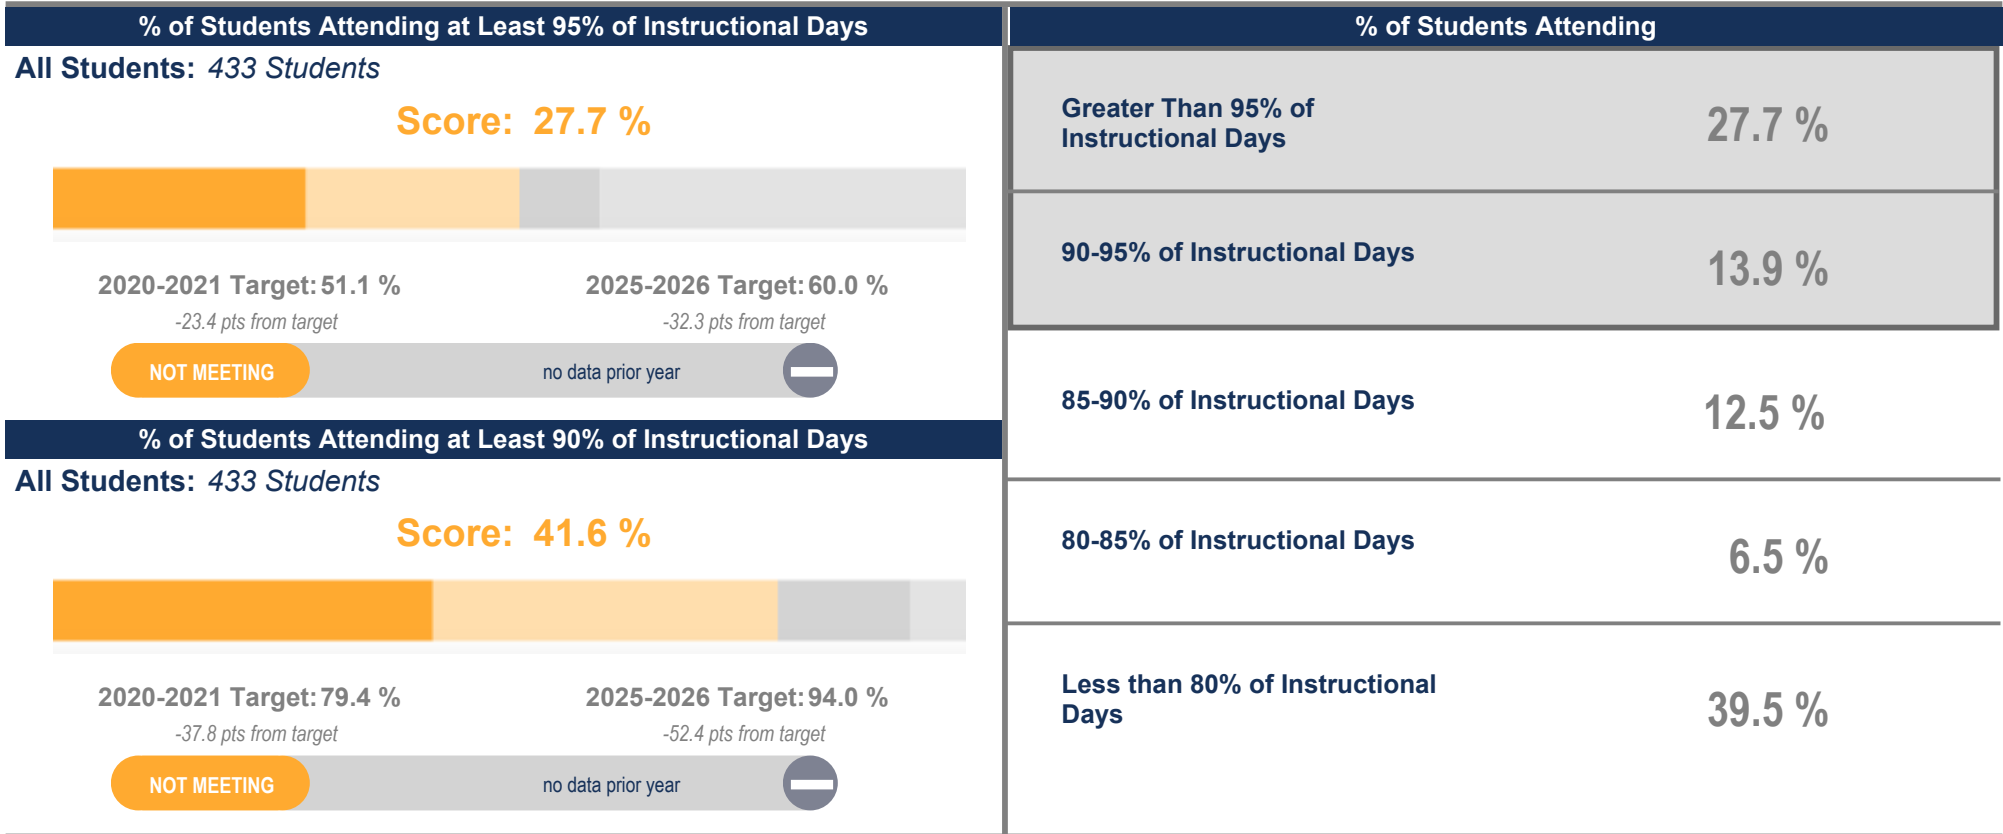 % of Students Attending at Least 95% of Instructional Days
All Students: 433 Students
Score: 27.7 %
2020-2021 Target: 51.1 %
-23.4 pts from target
2025-2026 Target: 60.0 %
-32.3 pts from target
NOT MEETING
no data prior year
% of Students Attending at Least 90% of Instructional Days
All Students: 433 Students
Score: 41.6 %
2020-2021 Target: 79.4 %
-37.8 pts from target
2025-2026 Target: 94.0 %
-52.4 pts from target
NOT MEETING
no data prior year
% of Students Attending
Greater Than 95% of
Instructional Days
27.7 %
90-95% of Instructional Days
13.9 %
85-90% of Instructional Days
12.5 %
80-85% of Instructional Days
6.5 %
Less than 80% of Instructional
Days
39.5 %